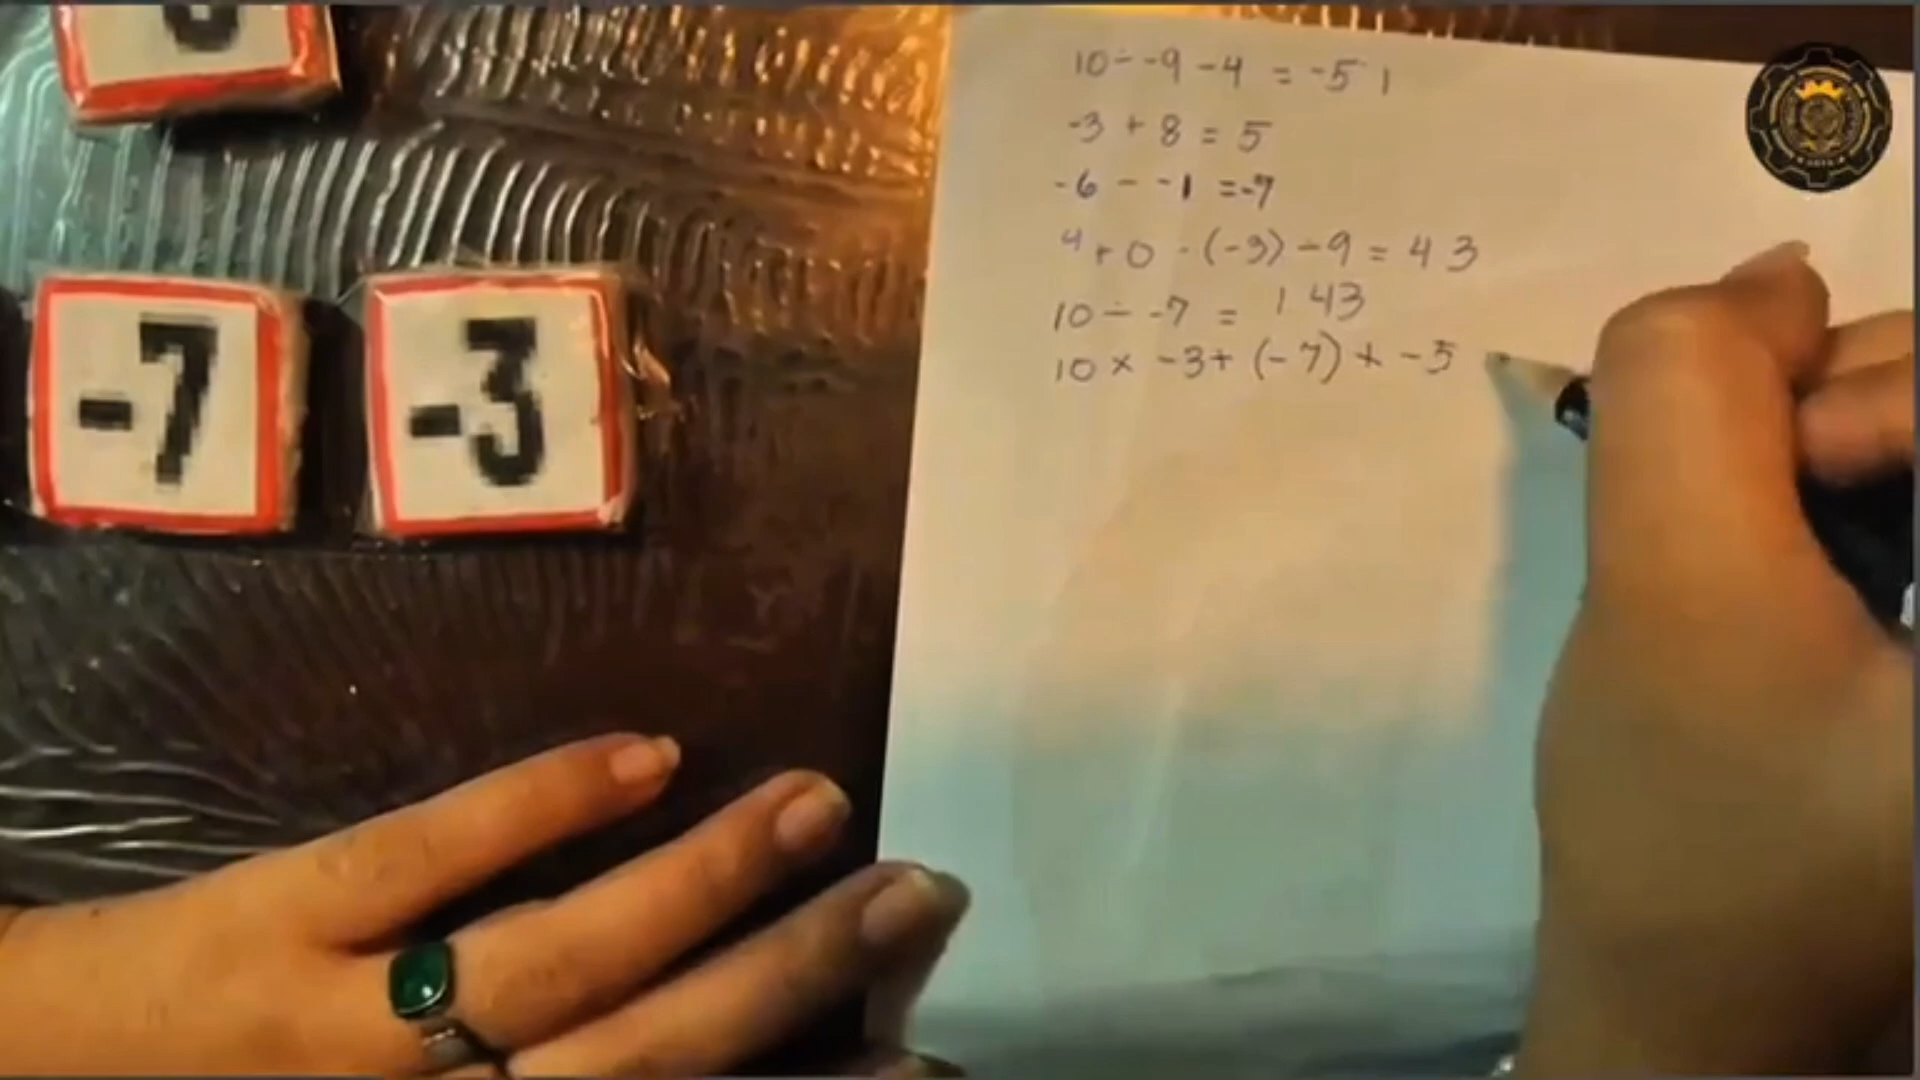 10 ÷ -9 - 4 = -5 1
-3 + 8 = 5
-6 - -1 = -7
4 + 0 - (-3) - 9 = 4 3
10 ÷ -7 = 1 43
10 × -3 + (-7) + -5
-7
-3